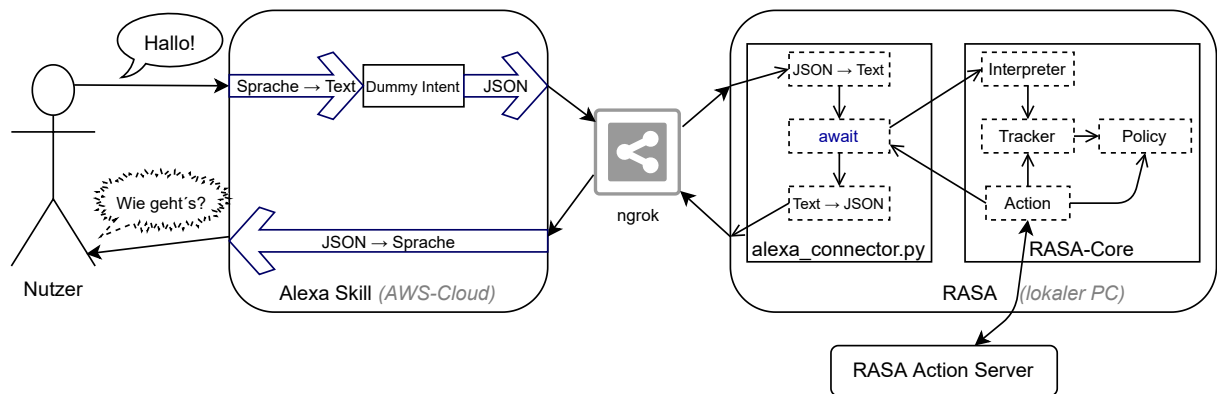 Hallo!
Sprache → Text
Dummy Intent
JSON
Wie geht´s?
JSON → Sprache
Nutzer
Alexa Skill (AWS-Cloud)
ngrok
JSON → Text
await
Text → JSON
alexa_connector.py
Interpreter
Tracker
Policy
Action
RASA-Core
RASA (lokaler PC)
RASA Action Server